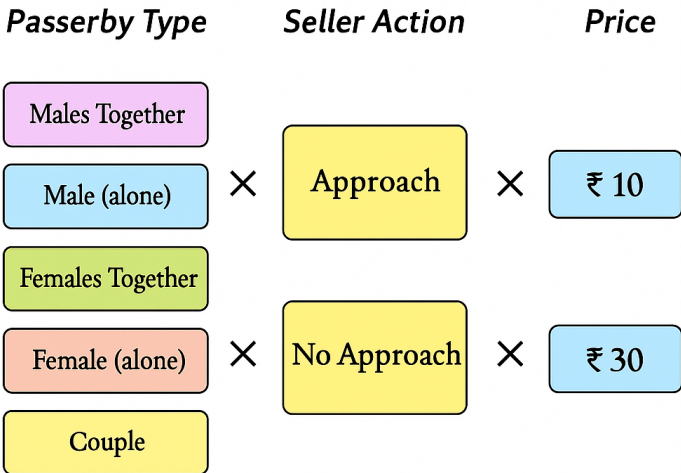 Passerby Type Seller Action Price
Males Together
Male (alone) × Approach × ₹ 10
Females Together
Female (alone) × No Approach × ₹ 30
Couple